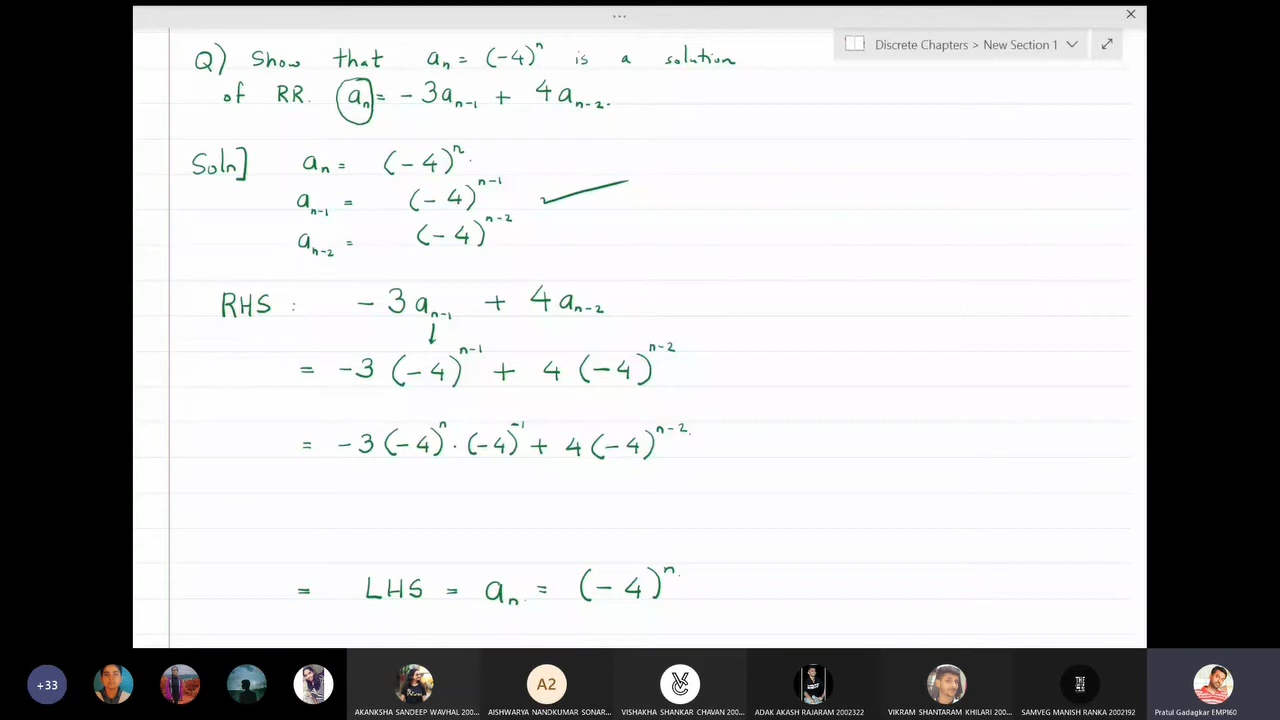 ...
Discrete Chapters > New Section 1
Q) Show that aₙ = (-4)ⁿ is a solution
of RR. aₙ = - 3aₙ₋₁ + 4aₙ₋₂.
Soln] aₙ = (-4)ⁿ.
aₙ₋₁ = (-4)ⁿ⁻¹
aₙ₋₂ = (-4)ⁿ⁻²
RHS : - 3aₙ₋₁ + 4aₙ₋₂
= -3 (-4)ⁿ⁻¹ + 4 (-4)ⁿ⁻²
= -3 (-4)ⁿ . (-4)⁻¹ + 4 (-4)ⁿ⁻².
= LHS = aₙ. = (-4)ⁿ.
+33
A2
AKANKSHA SANDEEP WAVHAL 200... AISHWARYA NANDKUMAR SONAR... VISHAKHA SHANKAR CHAVAN 200... ADAK AKASH RAJARAM 2002322 VIKRAM SHANTARAM KHILARI 200... SAMVEG MANISH RANKA 2002192 Pratul Gadagkar EMP160